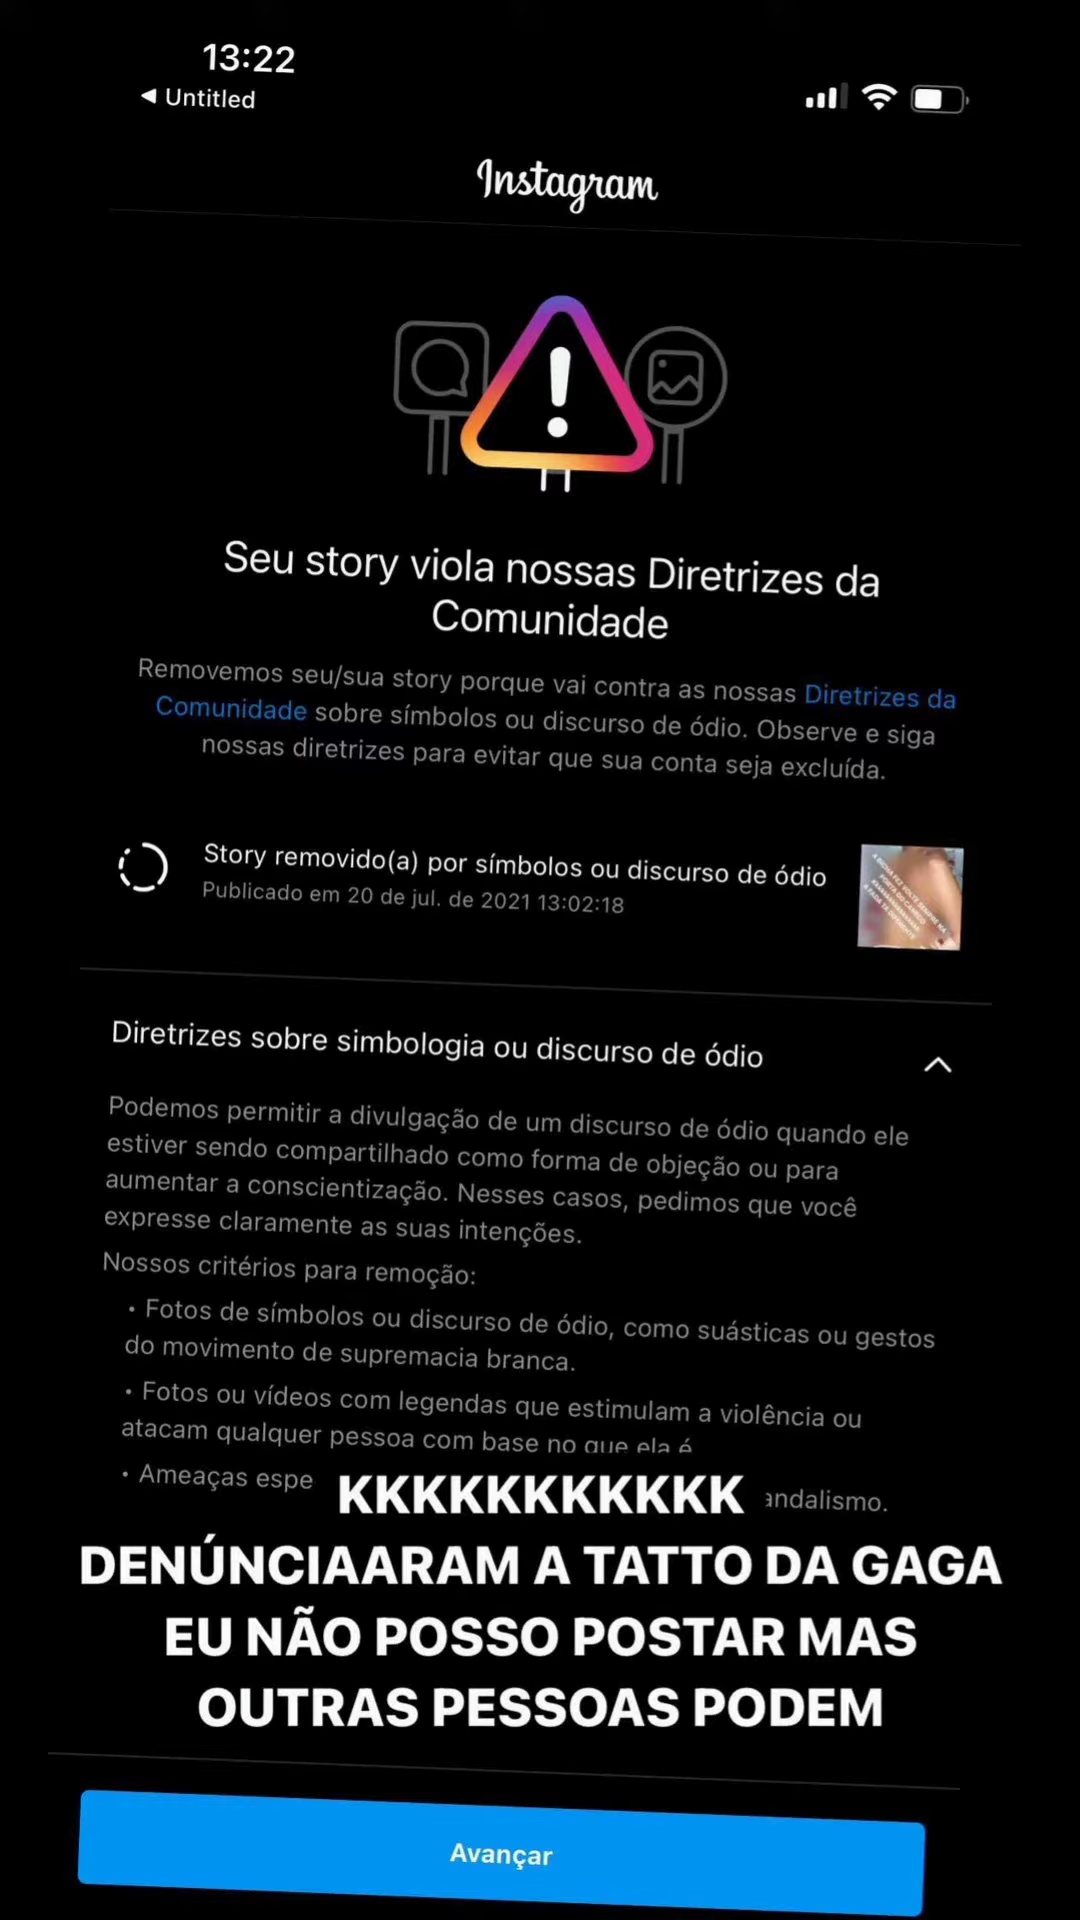 13:22
◀ Untitled
Instagram
Seu story viola nossas Diretrizes da
Comunidade
Removemos seu/sua story porque vai contra as nossas Diretrizes da
Comunidade sobre símbolos ou discurso de ódio. Observe e siga
nossas diretrizes para evitar que sua conta seja excluída.
Story removido(a) por símbolos ou discurso de ódio
Publicado em 20 de jul. de 2021 13:02:18
Diretrizes sobre simbologia ou discurso de ódio
Podemos permitir a divulgação de um discurso de ódio quando ele
estiver sendo compartilhado como forma de objeção ou para
aumentar a conscientização. Nesses casos, pedimos que você
expresse claramente as suas intenções.
Nossos critérios para remoção:
• Fotos de símbolos ou discurso de ódio, como suásticas ou gestos
do movimento de supremacia branca.
• Fotos ou vídeos com legendas que estimulam a violência ou
atacam qualquer pessoa com base no que ela é
• Ameaças espe andalismo.
KKKKKKKKKKK
DENÚNCIAARAM A TATTO DA GAGA
EU NÃO POSSO POSTAR MAS
OUTRAS PESSOAS PODEM
Avançar